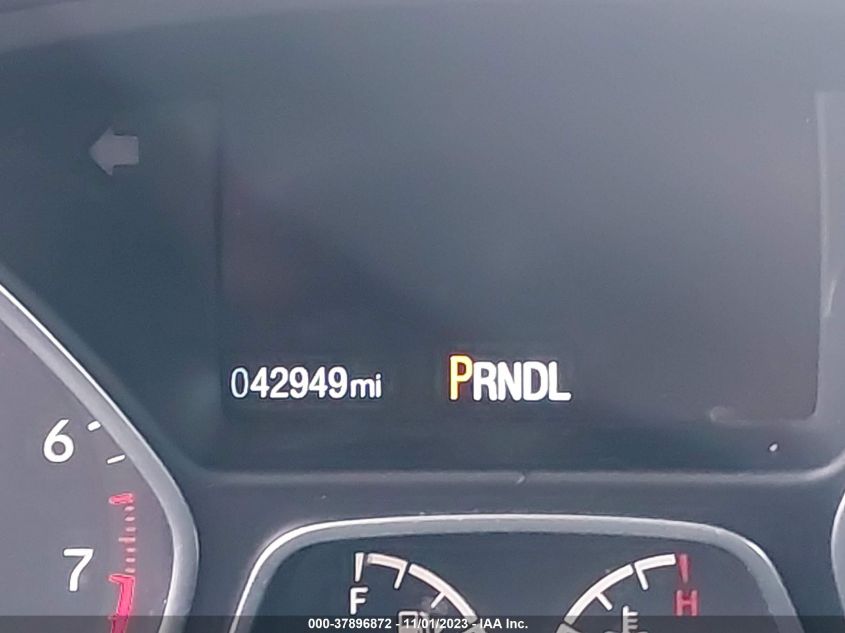 042949mi PRNDL
6
7
F H
000-37896872 - 11/01/2023 - IAA Inc.